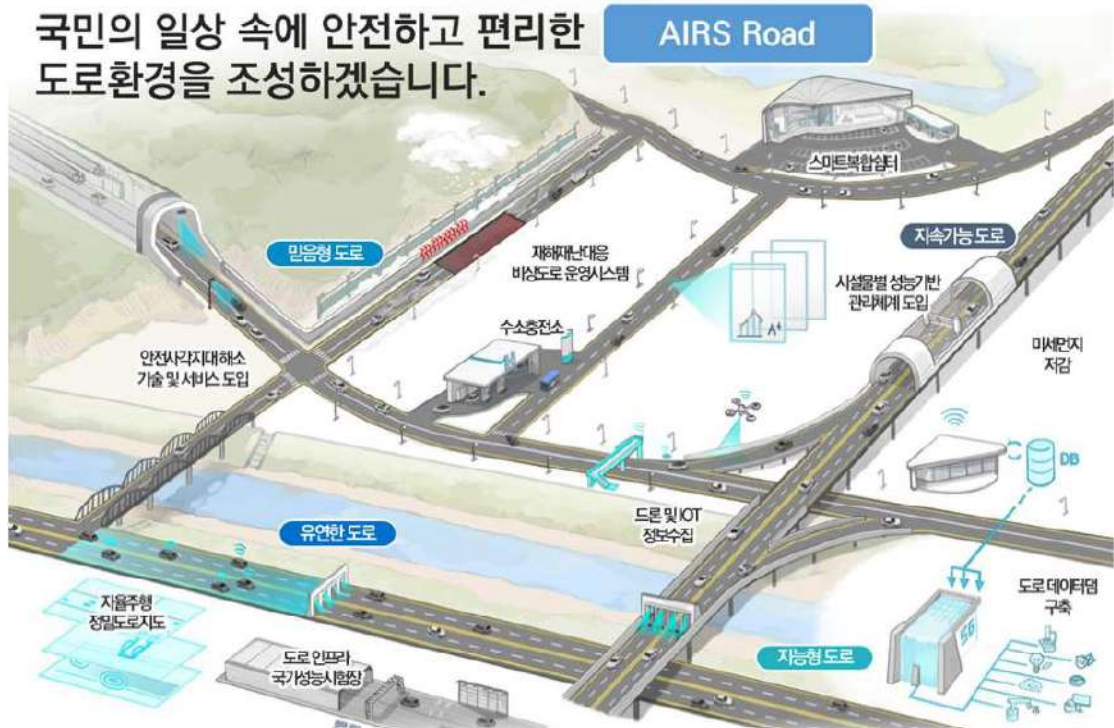 국민의 일상 속에 안전하고 편리한
도로환경을 조성하겠습니다.
AIRS Road
스마트복합쉼터
믿음형 도로
재해재난대응
비상도로 운영시스템
지속가능 도로
시설물별 성능기반
관리체계 도입
A+
수소충전소
미세먼지
저감
안전사각지대 해소
기술 및 서비스 도입
DB
드론 및 IOT
정보수집
유연한 도로
자율주행
정밀도로지도
도로 데이터댐
구축
5G
지능형 도로
도로 인프라
국가성능시험장